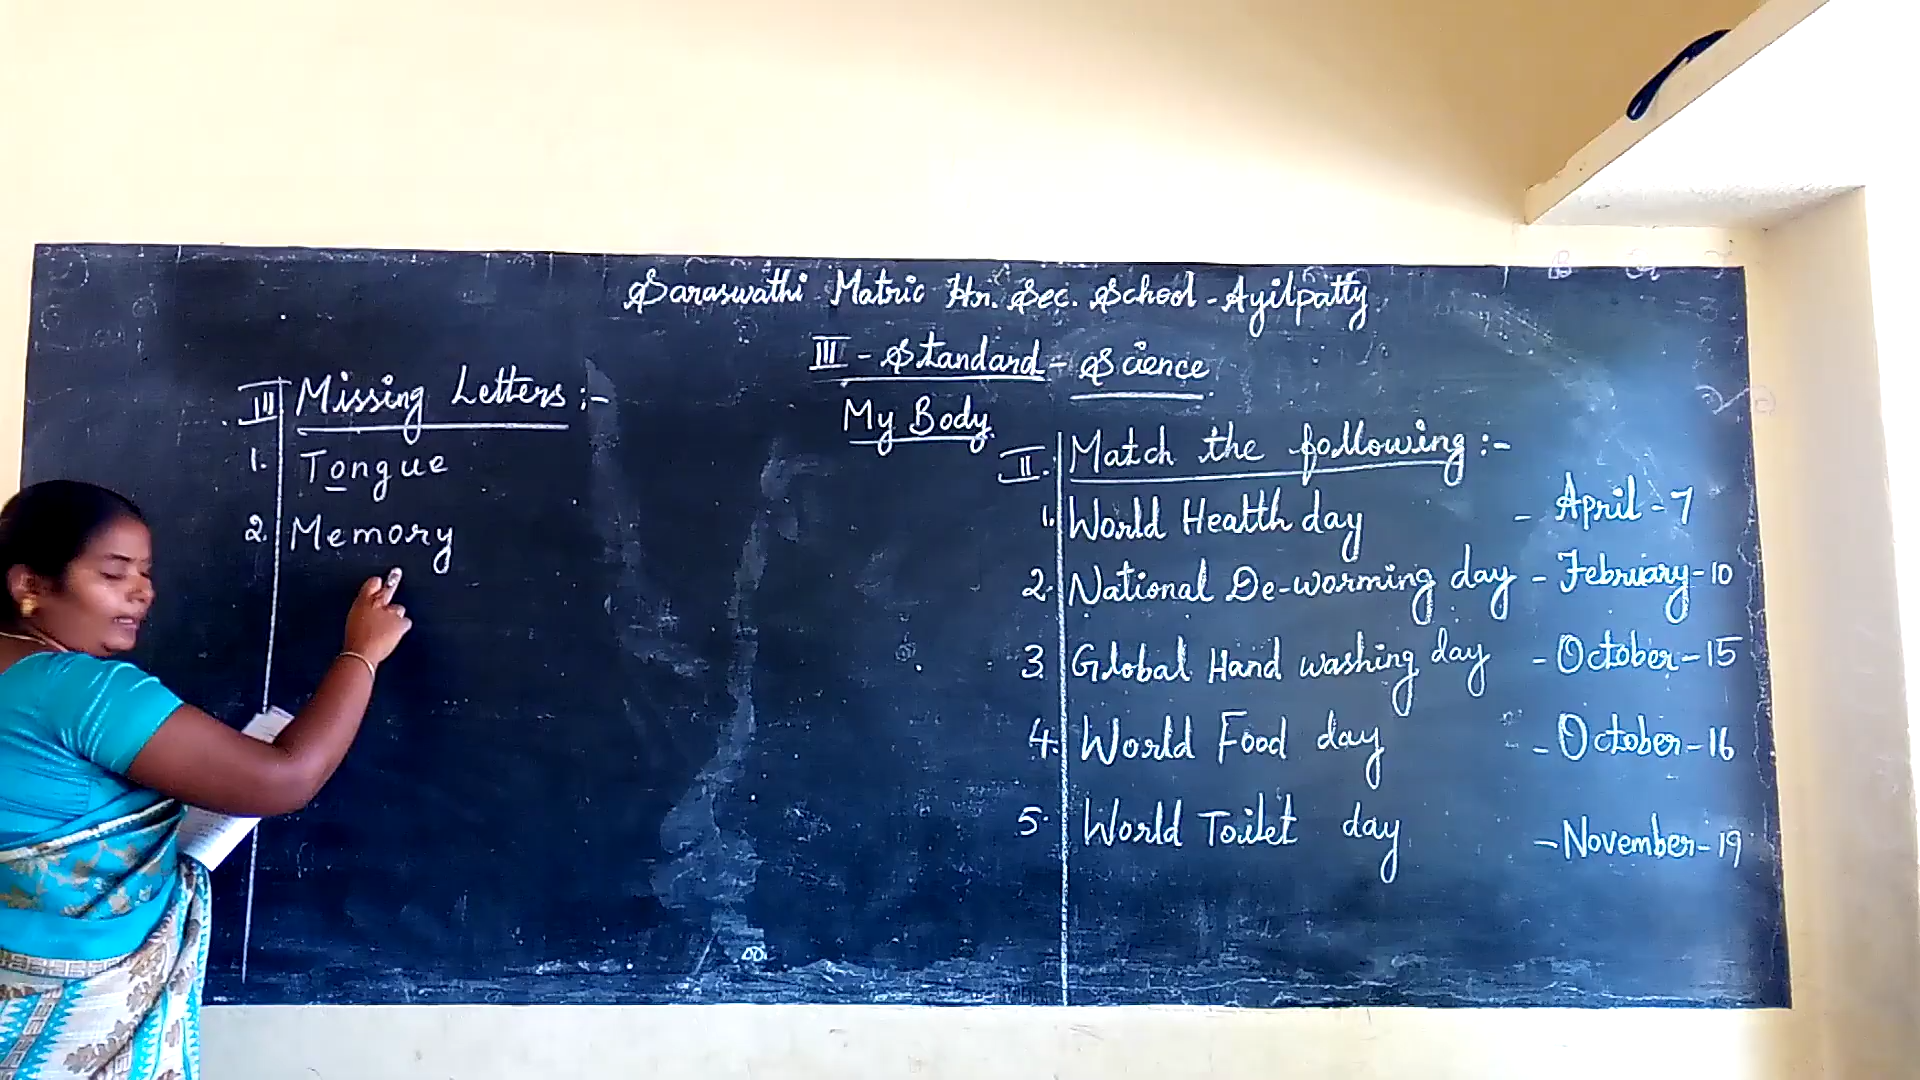 Saraswathi Matric Hr. Sec. School - Ayilpatty
III - Standard - Science
My Body
III Missing Letters :-
1. Tongue
2. Memory
II. Match the following :-
1. World Health day - April - 7
2. National De-worming day - February - 10
3. Global Hand washing day - October - 15
4. World Food day - October - 16
5. World Toilet day - November - 19